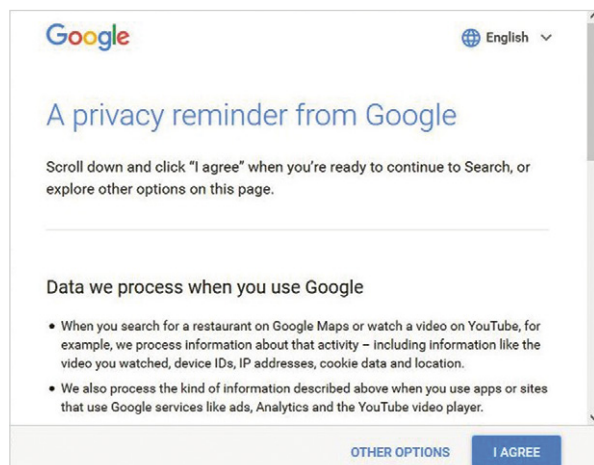 Google
English
A privacy reminder from Google
Scroll down and click “I agree” when you’re ready to continue to Search, or
explore other options on this page.
Data we process when you use Google
• When you search for a restaurant on Google Maps or watch a video on YouTube, for
example, we process information about that activity – including information like the
video you watched, device IDs, IP addresses, cookie data and location.
• We also process the kind of information described above when you use apps or sites
that use Google services like ads, Analytics and the YouTube video player.
OTHER OPTIONS
I AGREE